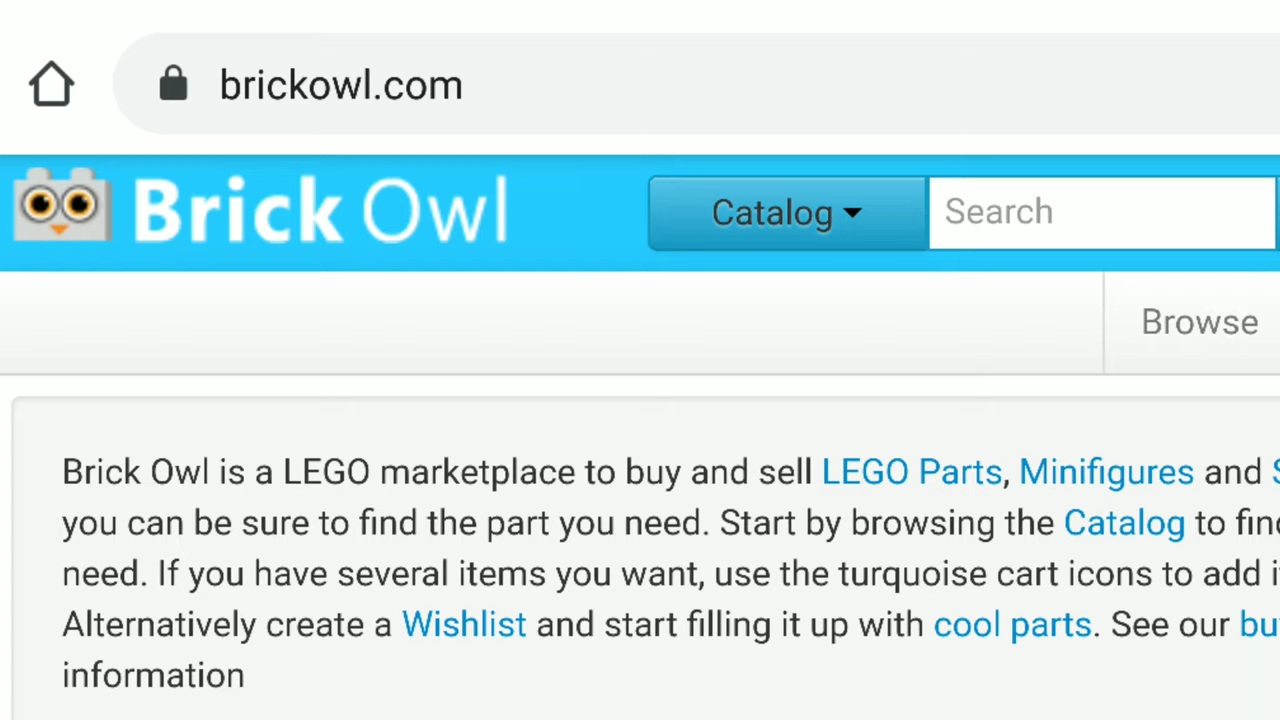 brickowl.com
Brick Owl
Catalog
Search
Browse
Brick Owl is a LEGO marketplace to buy and sell LEGO Parts, Minifigures and
you can be sure to find the part you need. Start by browsing the Catalog to
need. If you have several items you want, use the turquoise cart icons to add
Alternatively create a Wishlist and start filling it up with cool parts. See our
information